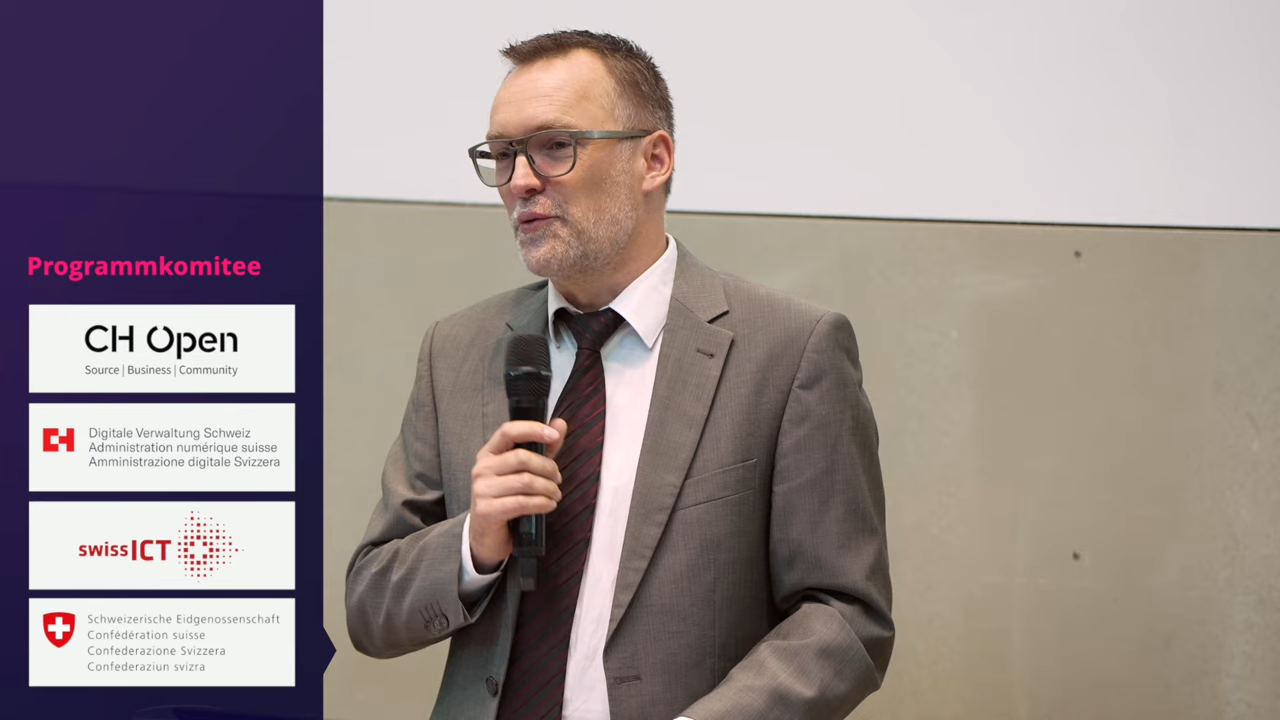 Programmkomitee
CH Open
Source | Business | Community
Digitale Verwaltung Schweiz
Administration numérique suisse
Amministrazione digitale Svizzera
swissICT
Schweizerische Eidgenossenschaft
Confédération suisse
Confederazione Svizzera
Confederaziun svizra